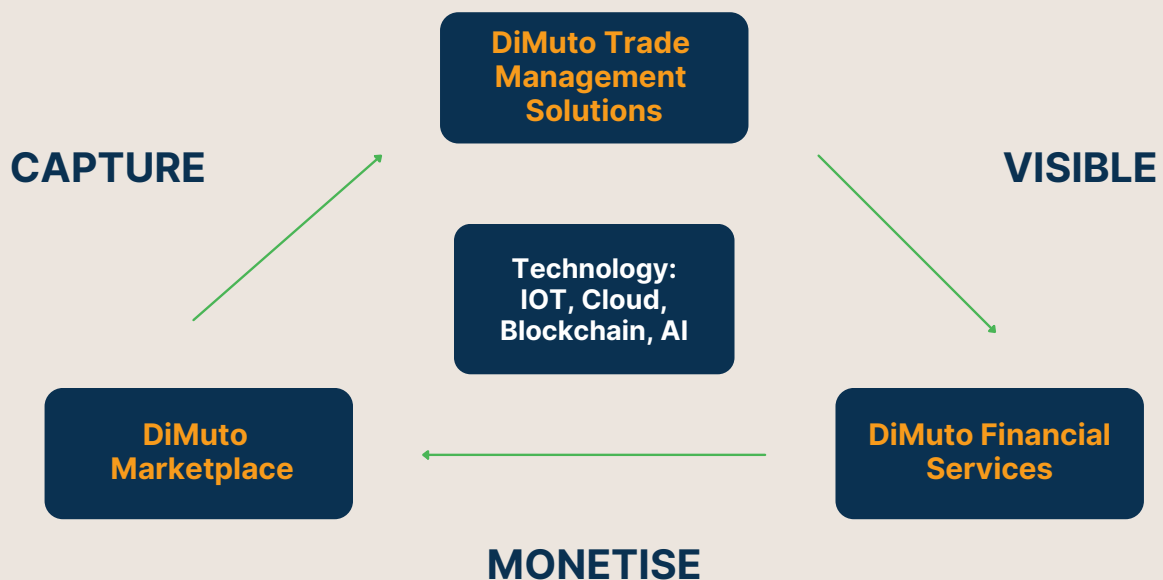 DiMuto Trade
Management
Solutions
CAPTURE
VISIBLE
Technology:
IOT, Cloud,
Blockchain, AI
DiMuto
Marketplace
DiMuto Financial
Services
MONETISE